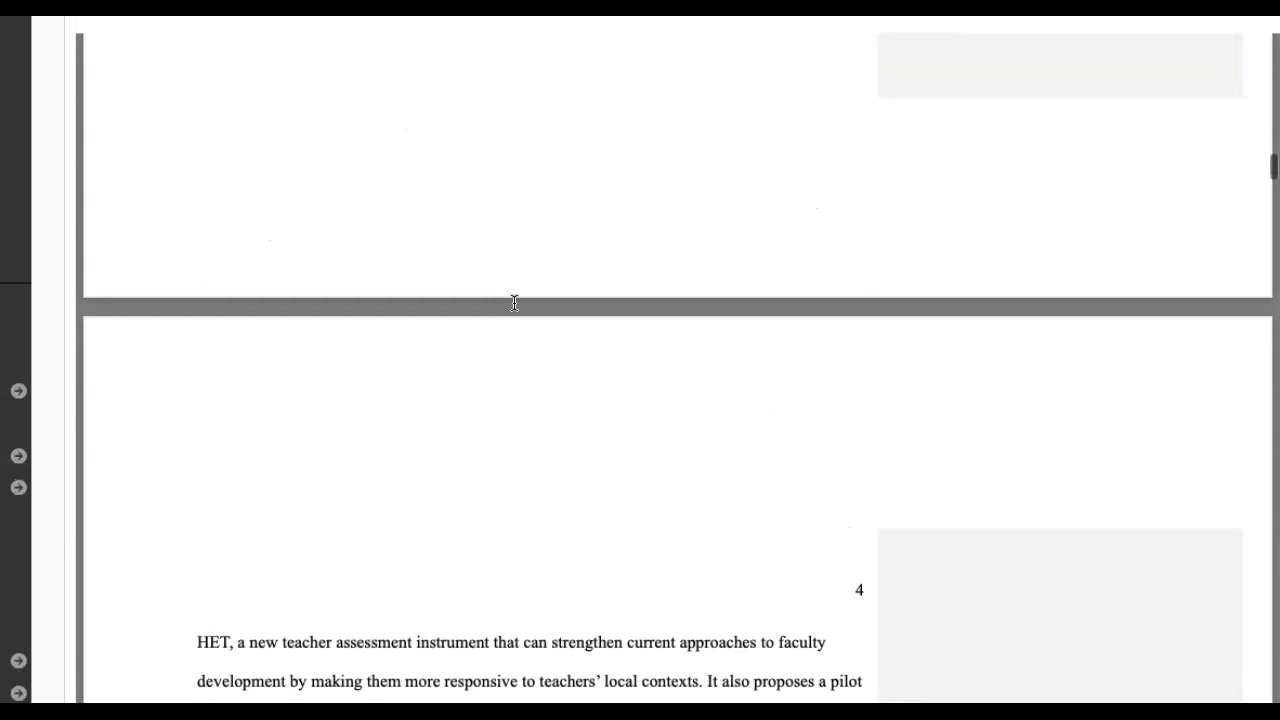 4
HET, a new teacher assessment instrument that can strengthen current approaches to faculty
development by making them more responsive to teachers’ local contexts. It also proposes a pilot